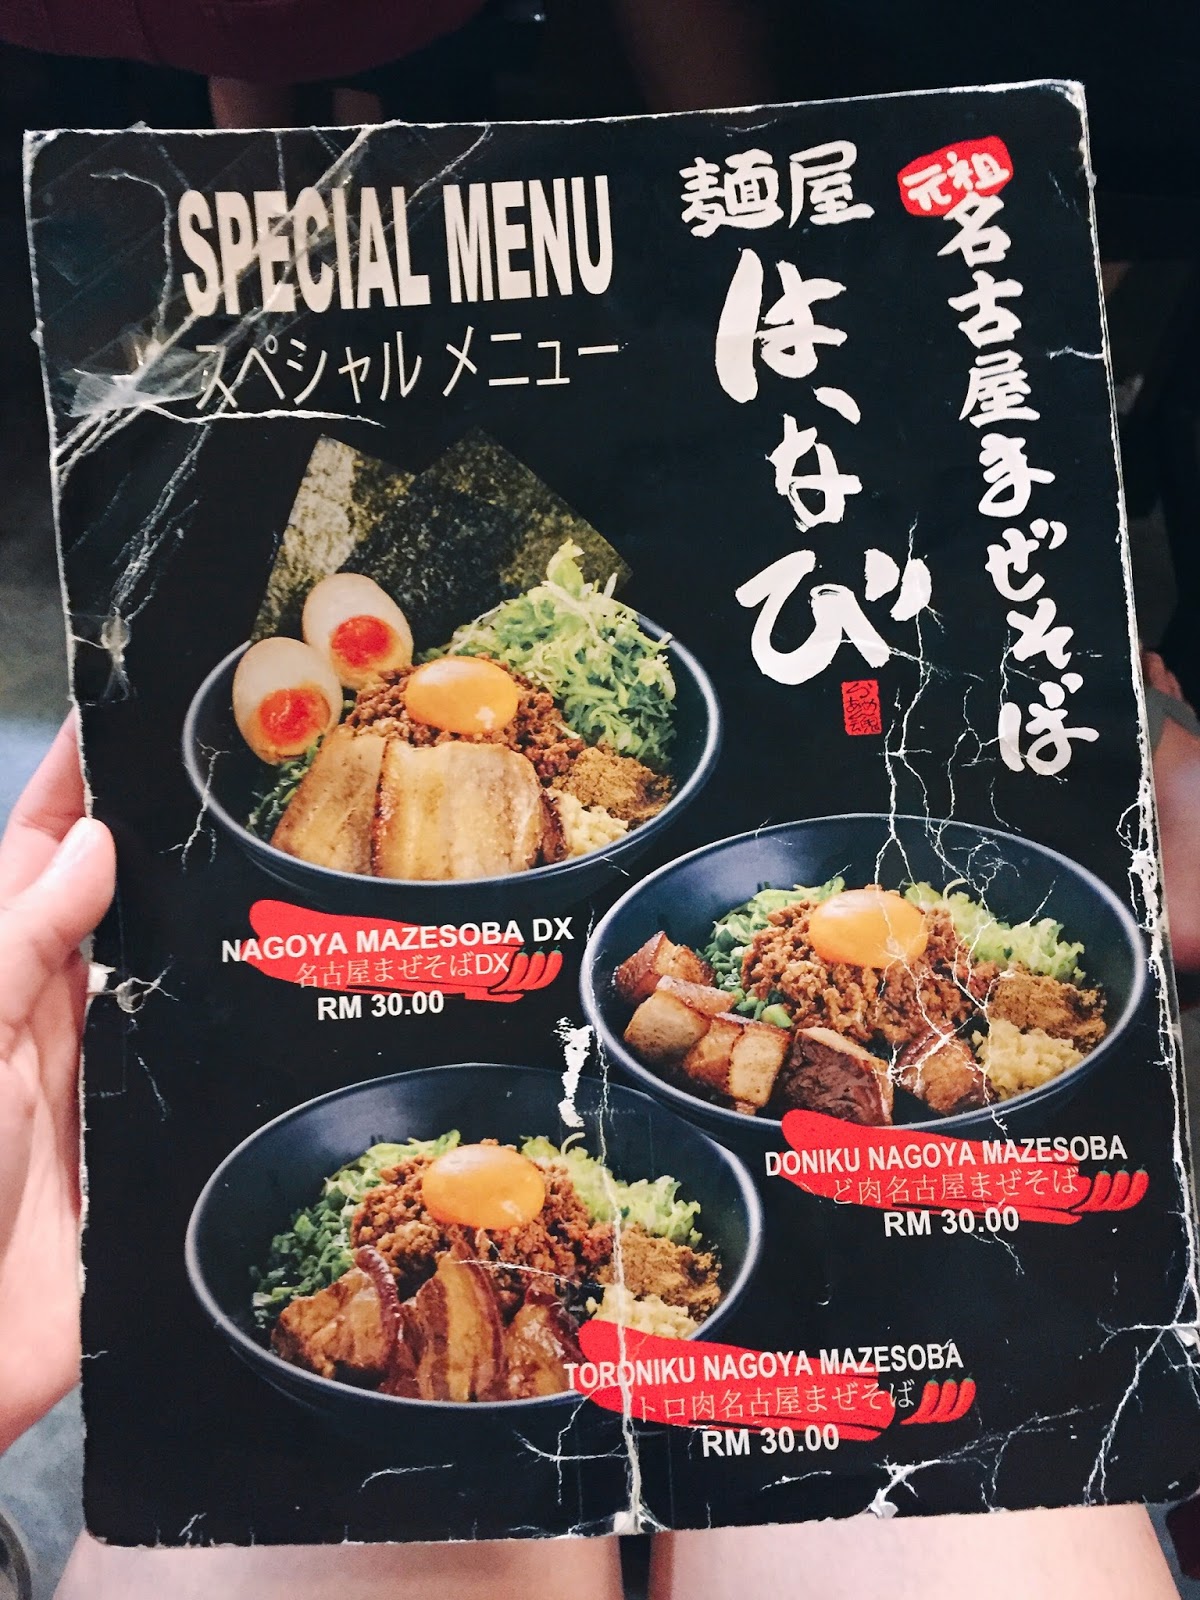 SPECIAL MENU
スペシャル メニュー
麺屋
はなび
元祖
名古屋まぜそば
NAGOYA MAZESOBA DX
名古屋まぜそばDX
RM 30.00
DONIKU NAGOYA MAZESOBA
ど肉名古屋まぜそば
RM 30.00
TORONIKU NAGOYA MAZESOBA
トロ肉名古屋まぜそば
RM 30.00